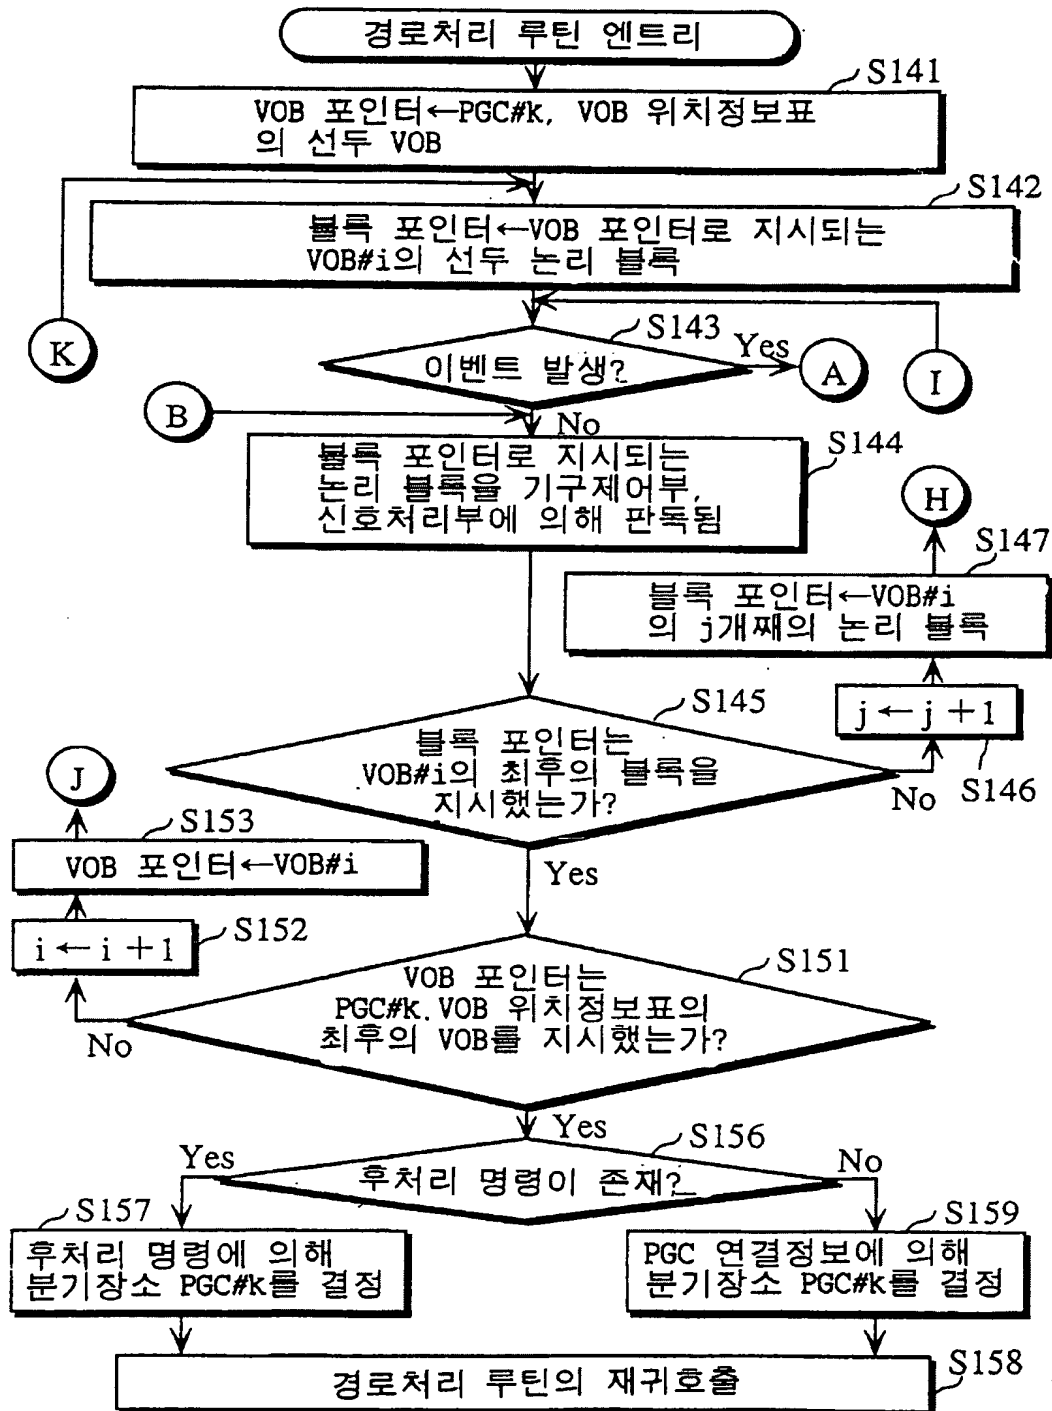 경로처리 루틴 엔트리
S141
VOB 포인터←PGC#k, VOB 위치정보표
의 선두 VOB
S142
블록 포인터←VOB 포인터로 지시되는
VOB#i의 선두 논리 블록
K
S143
이벤트 발생?
Yes
A
I
B
No
S144
블록 포인터로 지시되는
논리 블록을 기구제어부,
신호처리부에 의해 판독됨
H
S147
블록 포인터←VOB#i
의 j개째의 논리 블록
S145
j ← j + 1
S146
블록 포인터는
VOB#i의 최후의 블록을
지시했는가?
No
J
S153
VOB 포인터←VOB#i
Yes
i ← i + 1
S152
S151
VOB 포인터는
PGC#k.VOB 위치정보표의
최후의 VOB를 지시했는가?
No
Yes
S156
후처리 명령이 존재?
Yes
No
S157
후처리 명령에 의해
분기장소 PGC#k를 결정
S159
PGC 연결정보에 의해
분기장소 PGC#k를 결정
S158
경로처리 루틴의 재귀호출